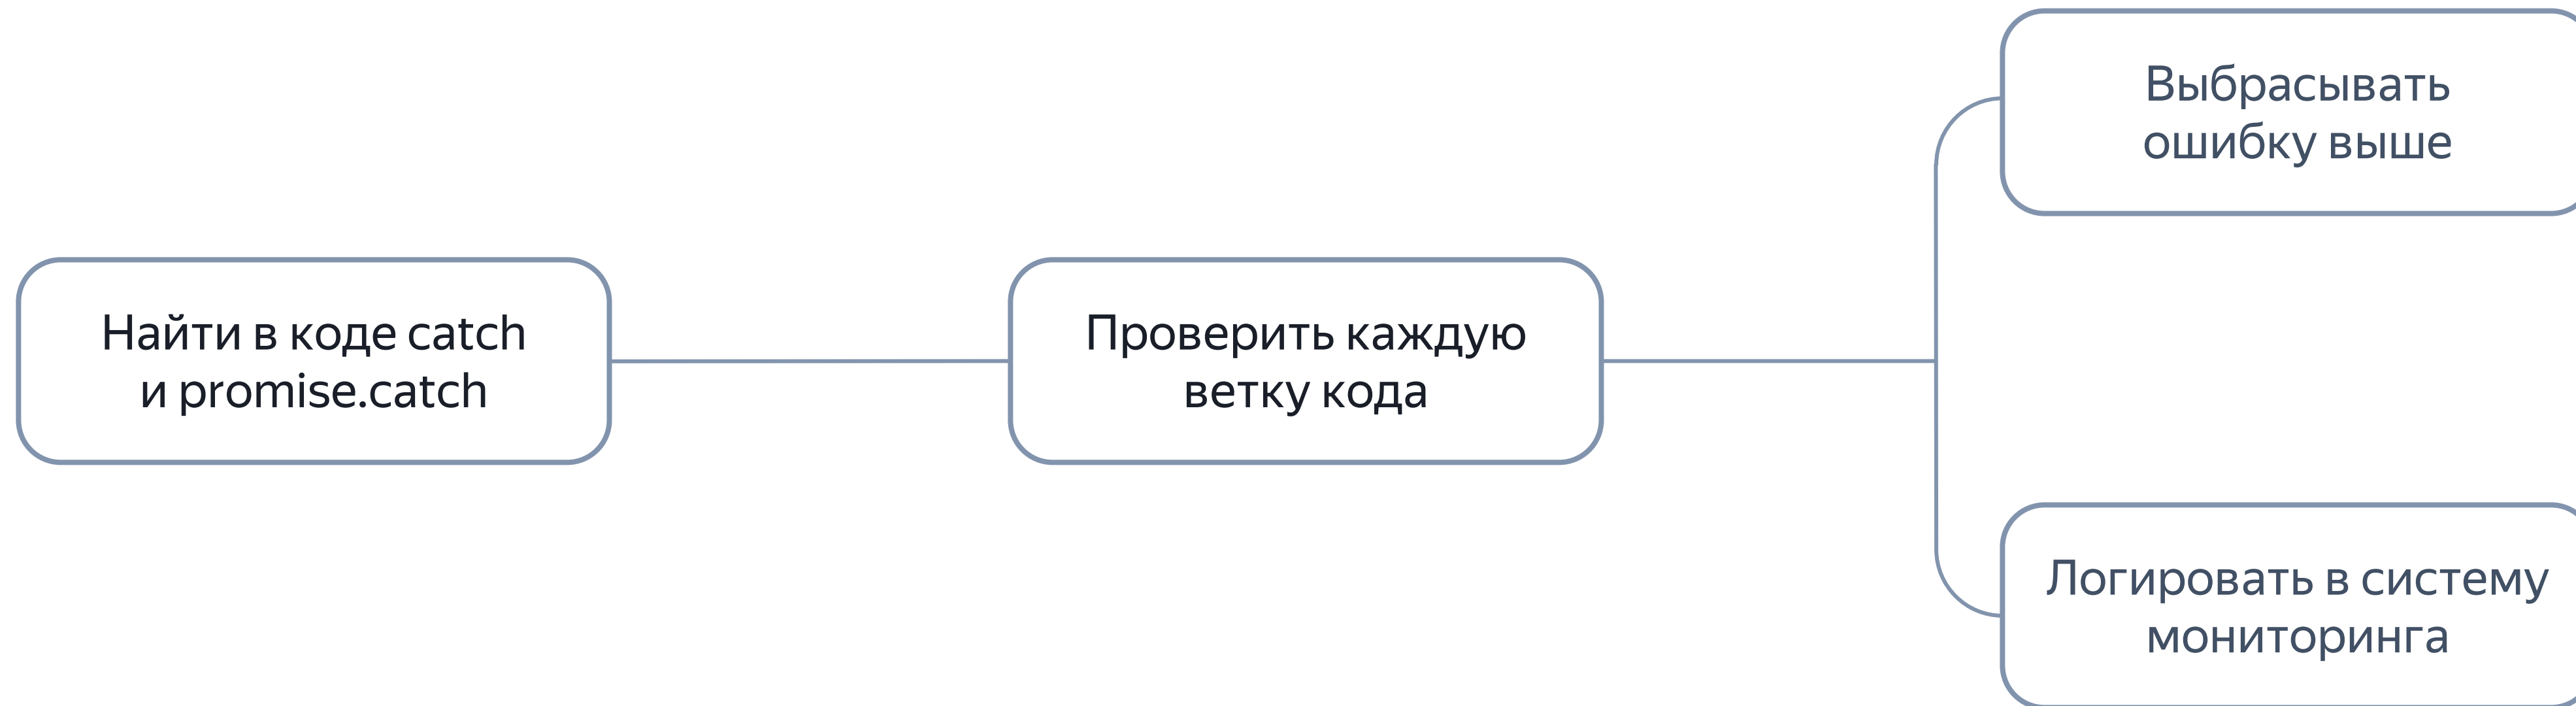 Найти в коде catch
и promise.catch
Проверить каждую
ветку кода
Выбрасывать
ошибку выше
Логировать в систему
мониторинга